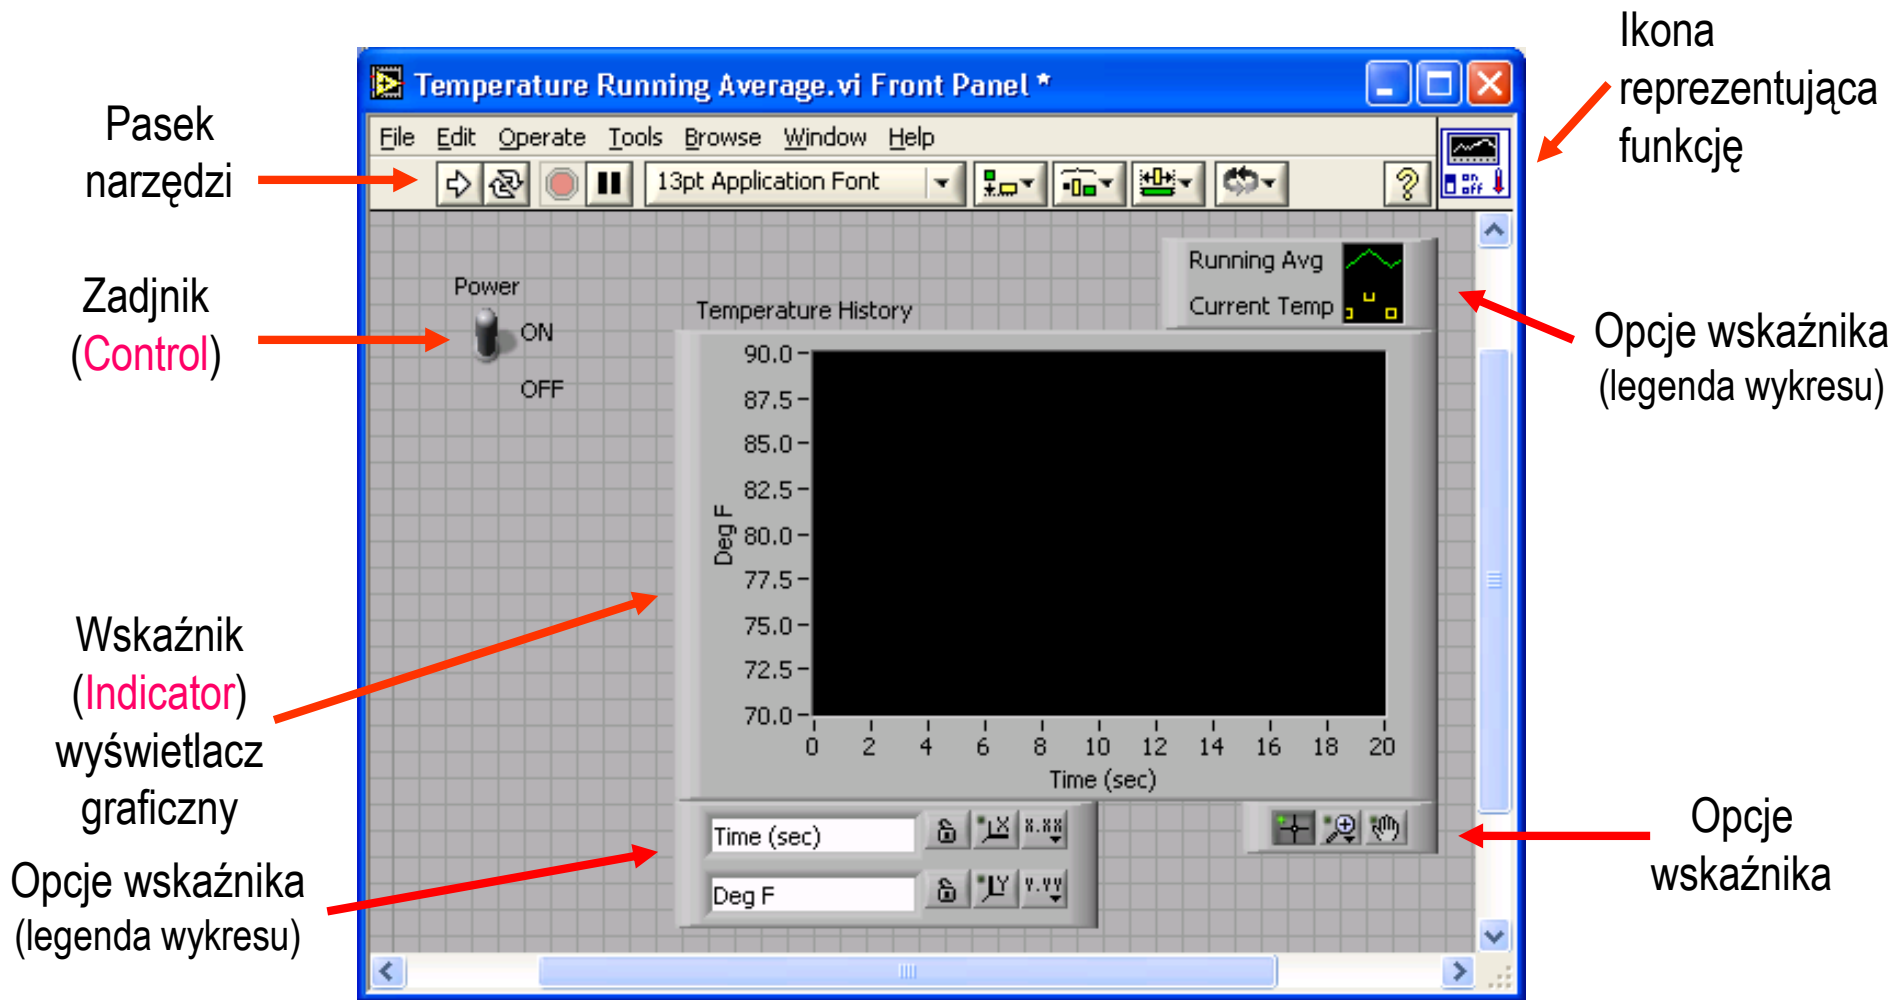 Ikona
reprezentująca
funkcję
Temperature Running Average.vi Front Panel *
File Edit Operate Tools Browse Window Help
Pasek
narzędzi
13pt Application Font
on
off
Zadjnik
(Control)
Power
ON
OFF
Running Avg
Current Temp
Opcje wskaźnika
(legenda wykresu)
Temperature History
90.0
87.5
85.0
82.5
80.0
77.5
75.0
72.5
70.0
Deg F
0 2 4 6 8 10 12 14 16 18 20
Time (sec)
Wskaźnik
(Indicator)
wyświetlacz
graficzny
Opcje wskaźnika
(legenda wykresu)
Time (sec) X X.XX
Deg F Y Y.YY
Opcje
wskaźnika